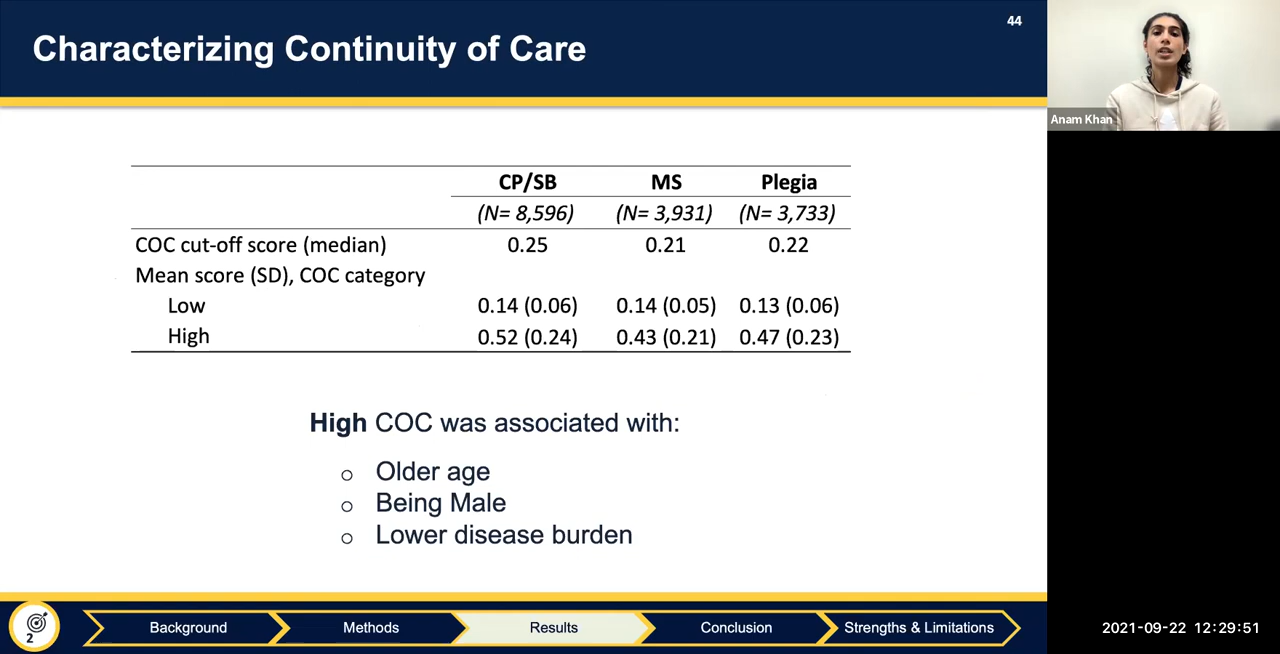 44
Characterizing Continuity of Care
Anam Khan
CP/SB MS Plegia
(N= 8,596) (N= 3,931) (N= 3,733)
COC cut-off score (median) 0.25 0.21 0.22
Mean score (SD), COC category
Low 0.14 (0.06) 0.14 (0.05) 0.13 (0.06)
High 0.52 (0.24) 0.43 (0.21) 0.47 (0.23)
High COC was associated with:
o Older age
o Being Male
o Lower disease burden
2
Background Methods Results Conclusion Strengths & Limitations
2021-09-22 12:29:51